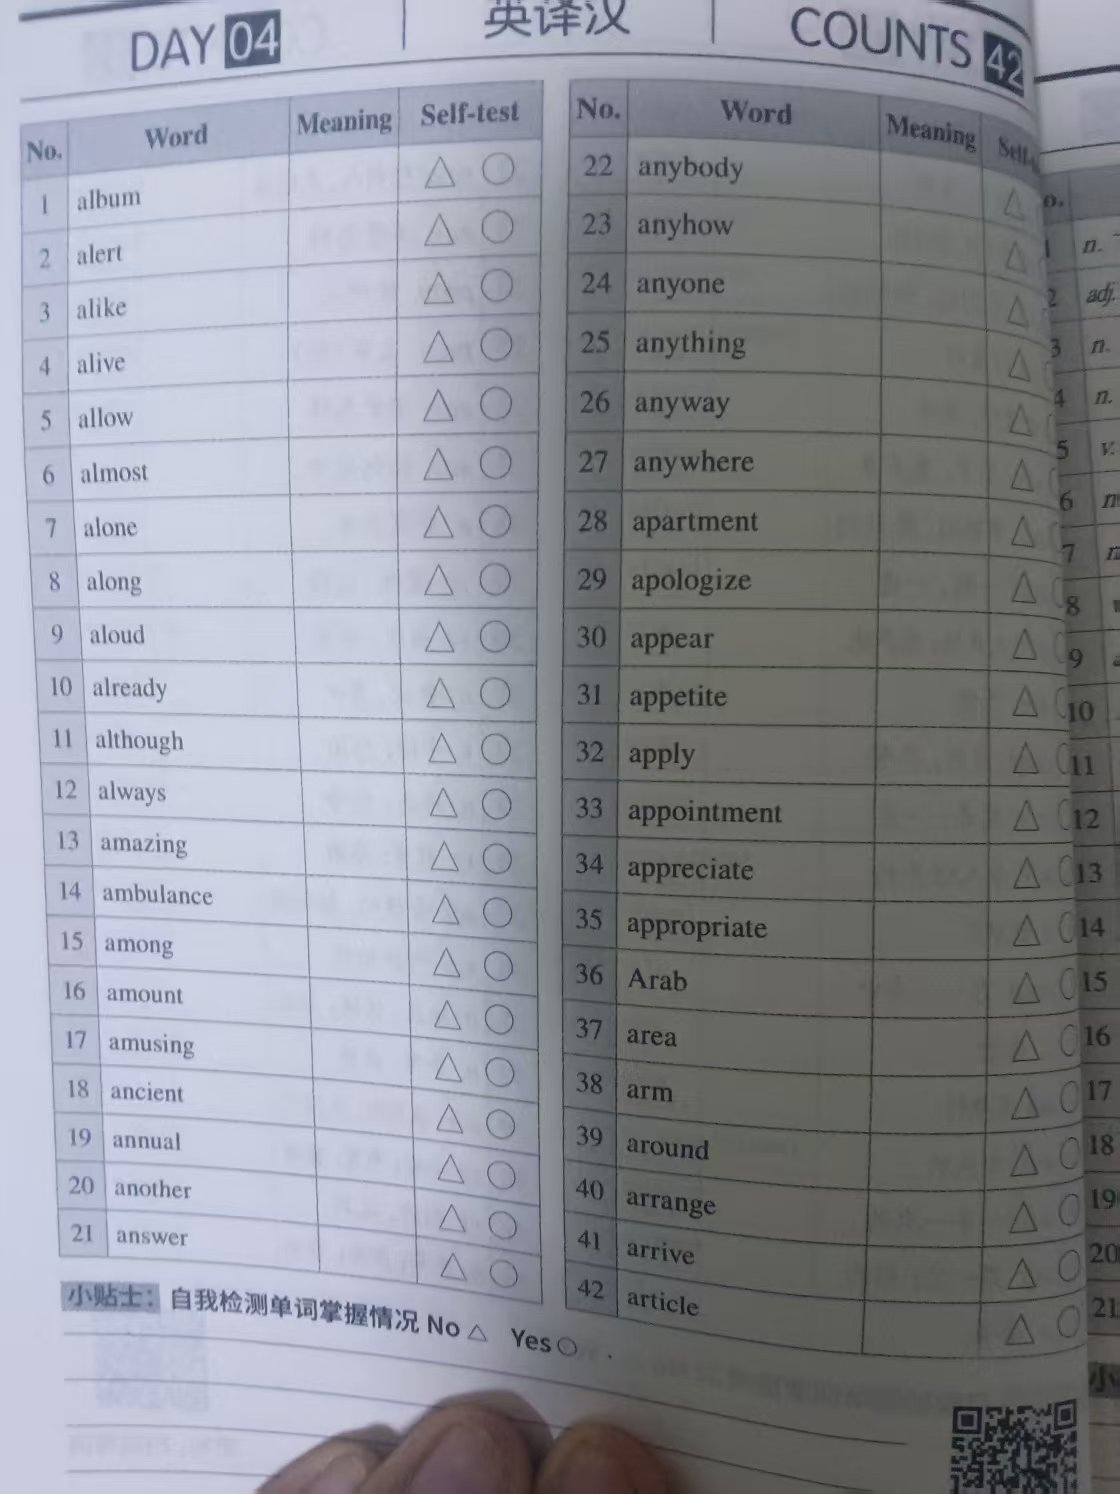 DAY 04
英译汉
COUNTS 42
No. Word Meaning Self-test
1 album △ ○
2 alert △ ○
3 alike △ ○
4 alive △ ○
5 allow △ ○
6 almost △ ○
7 alone △ ○
8 along △ ○
9 aloud △ ○
10 already △ ○
11 although △ ○
12 always △ ○
13 amazing △ ○
14 ambulance △ ○
15 among △ ○
16 amount △ ○
17 amusing △ ○
18 ancient △ ○
19 annual △ ○
20 another △ ○
21 answer △ ○
No. Word Meaning Self-
22 anybody △
23 anyhow △
24 anyone △
25 anything △
26 anyway △
27 anywhere △
28 apartment △
29 apologize △
30 appear △
31 appetite △
32 apply △
33 appointment △
34 appreciate △
35 appropriate △
36 Arab △ ○
37 area △ ○
38 arm △ ○
39 around △ ○
40 arrange △ ○
41 arrive △ ○
42 article △ ○
小贴士：自我检测单词掌握情况 No △ Yes ○ .
o.
1 n.
2 adj.
3 n.
4 n.
5 v.
6
7
8
9
10
11
12
13
14
15
16
17
18
19
20
21
小